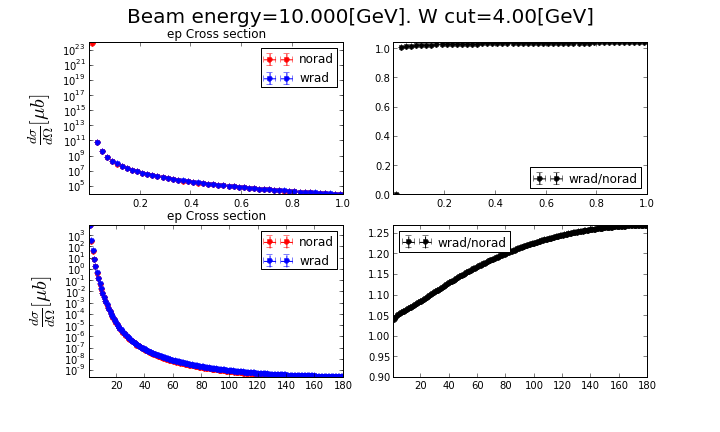 Beam energy=10.000[GeV]. W cut=4.00[GeV]
ep Cross section
dσ/dΩ [μb]
10^23
10^21
10^19
10^17
10^15
10^13
10^11
10^9
10^7
10^5
norad
wrad
0.2 0.4 0.6 0.8 1.0
1.0
0.8
0.6
0.4
0.2
0.0
wrad/norad
0.2 0.4 0.6 0.8 1.0
ep Cross section
dσ/dΩ [μb]
10^3
10^2
10^1
10^0
10^-1
10^-2
10^-3
10^-4
10^-5
10^-6
10^-7
10^-8
10^-9
norad
wrad
20 40 60 80 100 120 140 160 180
1.25
1.20
1.15
1.10
1.05
1.00
0.95
0.90
wrad/norad
20 40 60 80 100 120 140 160 180